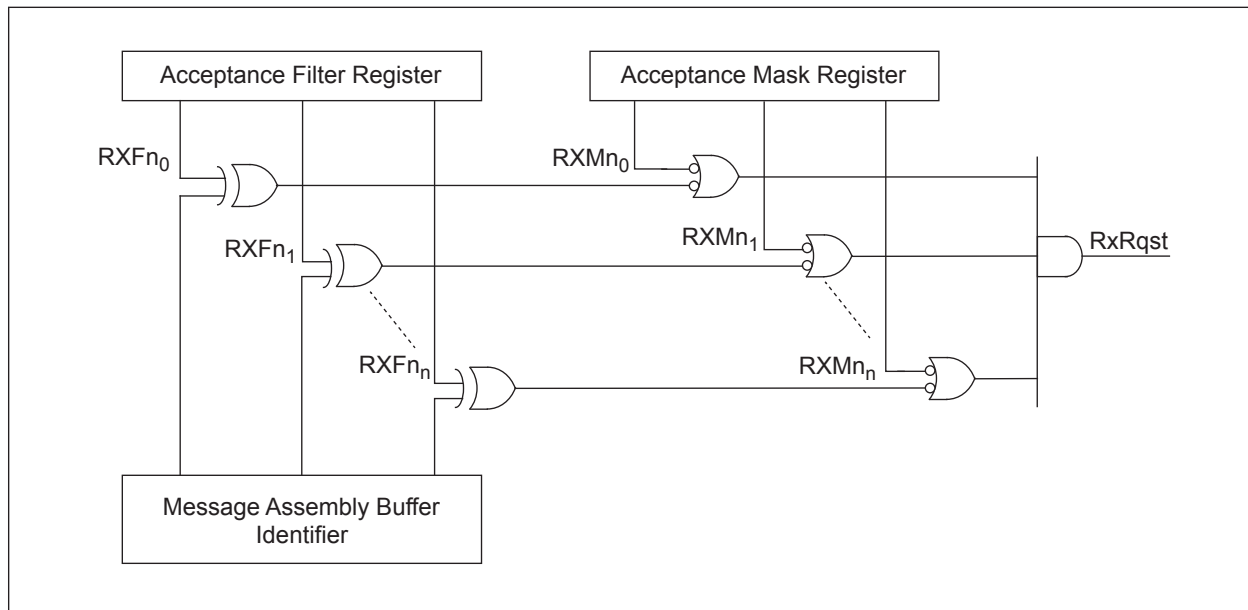 Acceptance Filter Register
Acceptance Mask Register
RXFn0
RXMn0
RXFn1
RXMn1
RxRqst
RXFnn
RXMnn
Message Assembly Buffer
Identifier